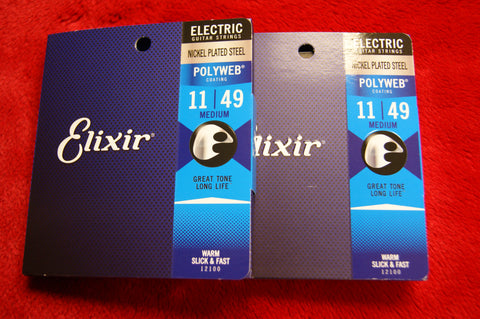 ELECTRIC
GUITAR STRINGS
NICKEL PLATED STEEL
POLYWEB®
COATING
11 | 49
MEDIUM
Elixir®
GREAT TONE
LONG LIFE
WARM
SLICK & FAST
12100
ELECTRIC
GUITAR STRINGS
NICKEL PLATED STEEL
POLYWEB®
COATING
11 | 49
MEDIUM
lixir®
GREAT TONE
LONG LIFE
WARM
SLICK & FAST
12100